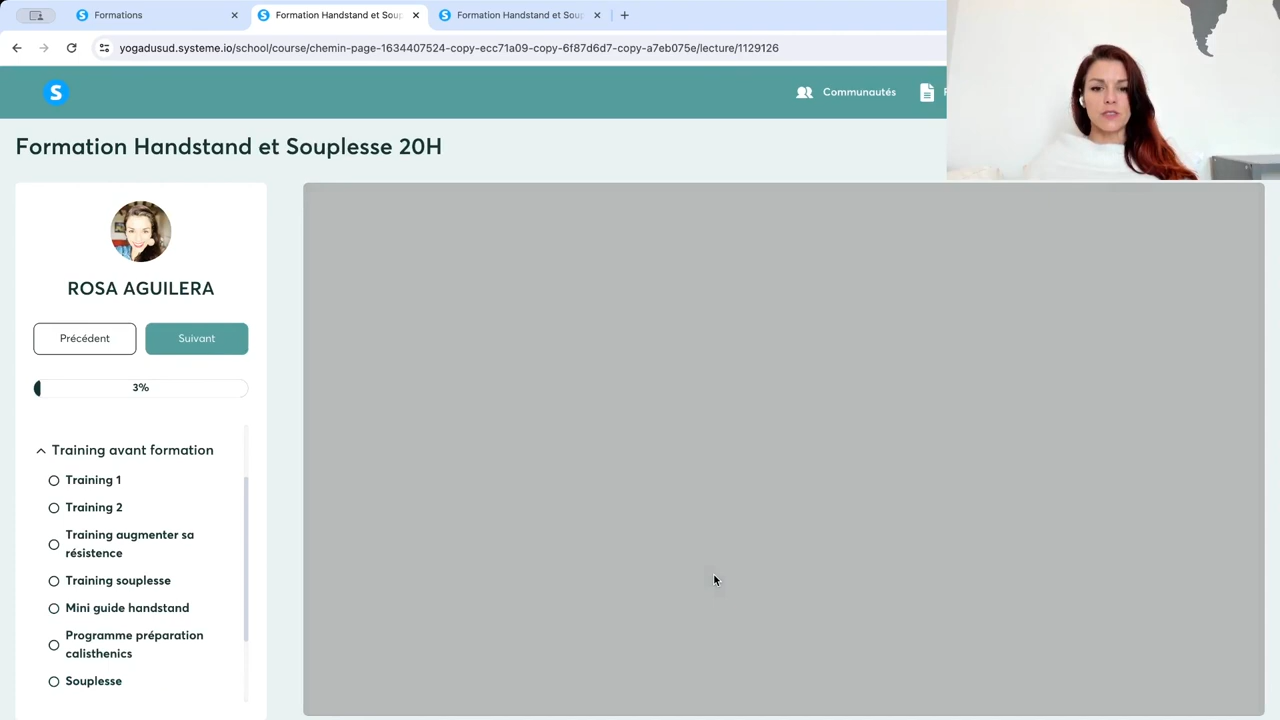 Formations
Formation Handstand et Soup
Formation Handstand et Soup
yogadusud.systeme.io/school/course/chemin-page-1634407524-copy-ecc71a09-copy-6f87d6d7-copy-a7eb075e/lecture/1129126
S
Communautés
Formation Handstand et Souplesse 20H
ROSA AGUILERA
Précédent
Suivant
3%
Training avant formation
Training 1
Training 2
Training augmenter sa
résistence
Training souplesse
Mini guide handstand
Programme préparation
calisthenics
Souplesse